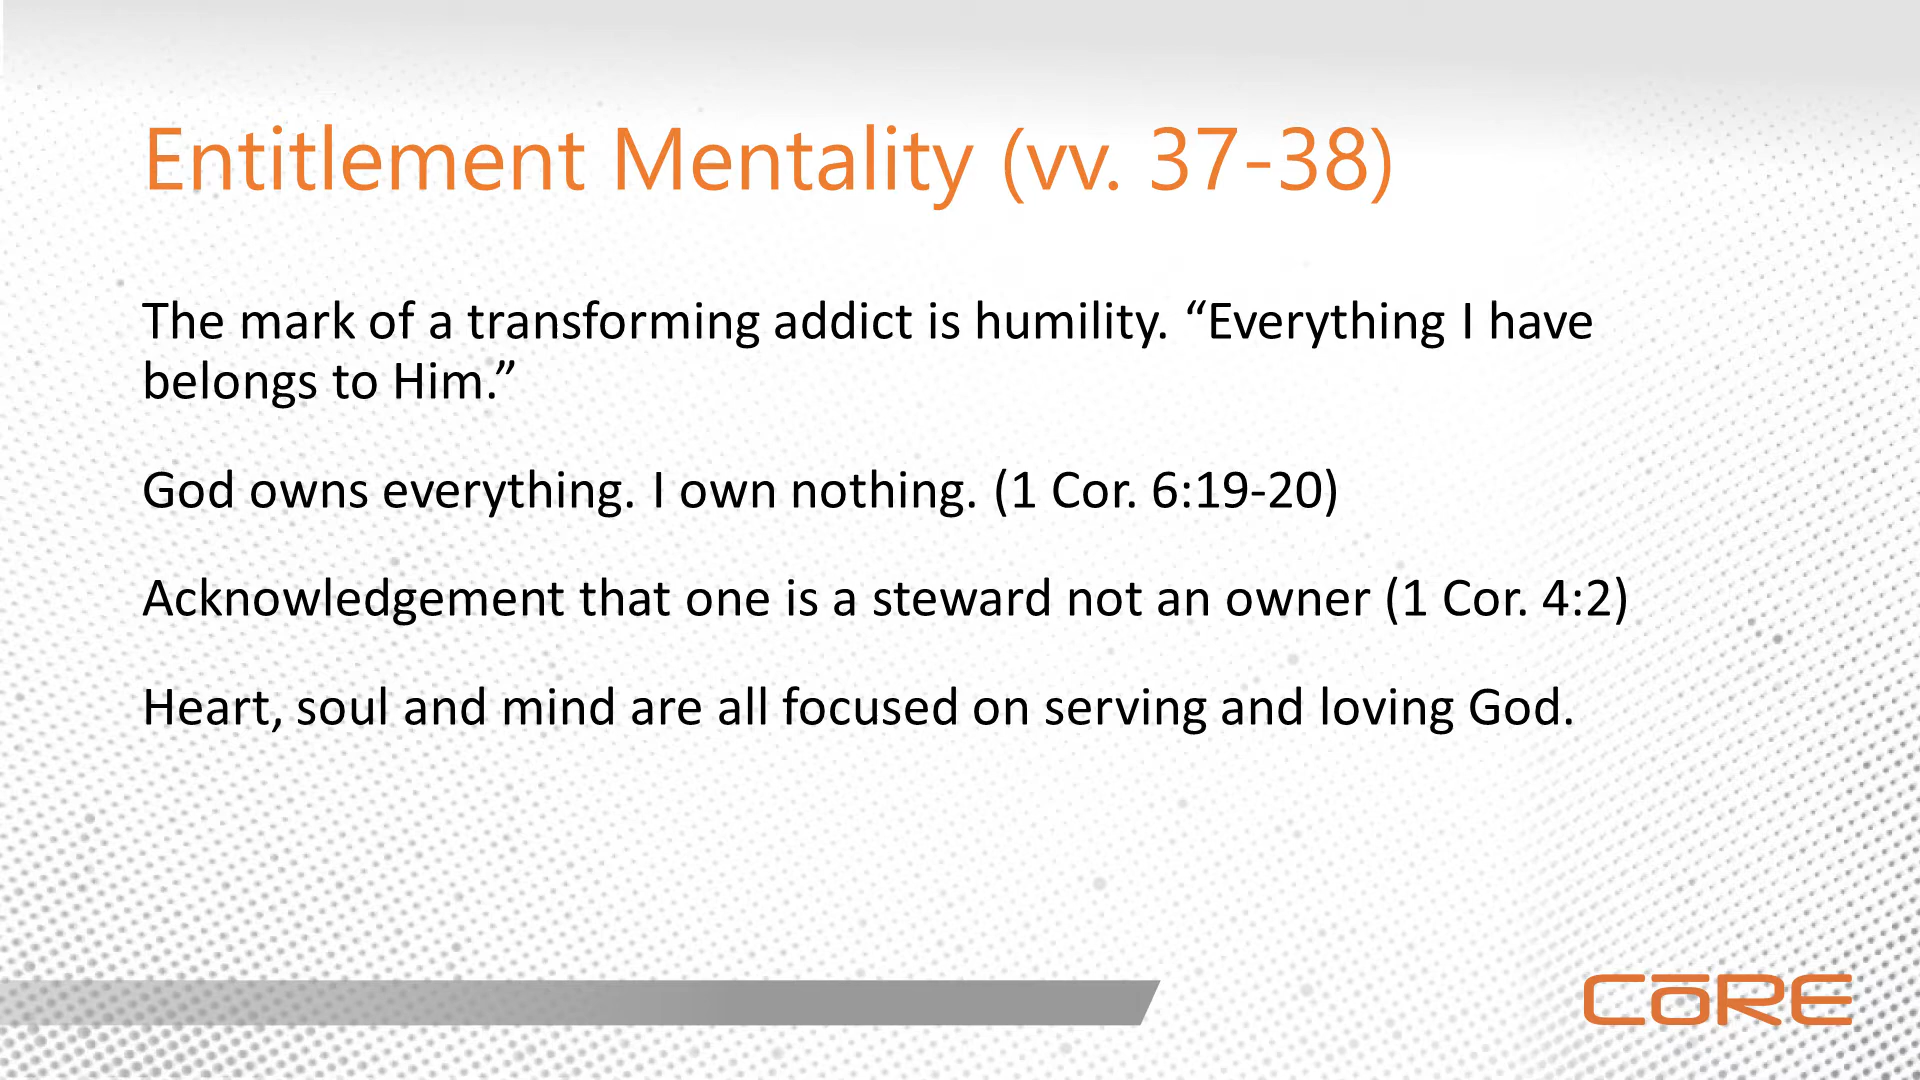 Entitlement Mentality (vv. 37-38)
The mark of a transforming addict is humility. “Everything I have
belongs to Him.”
God owns everything. I own nothing. (1 Cor. 6:19-20)
Acknowledgement that one is a steward not an owner (1 Cor. 4:2)
Heart, soul and mind are all focused on serving and loving God.
CōRE